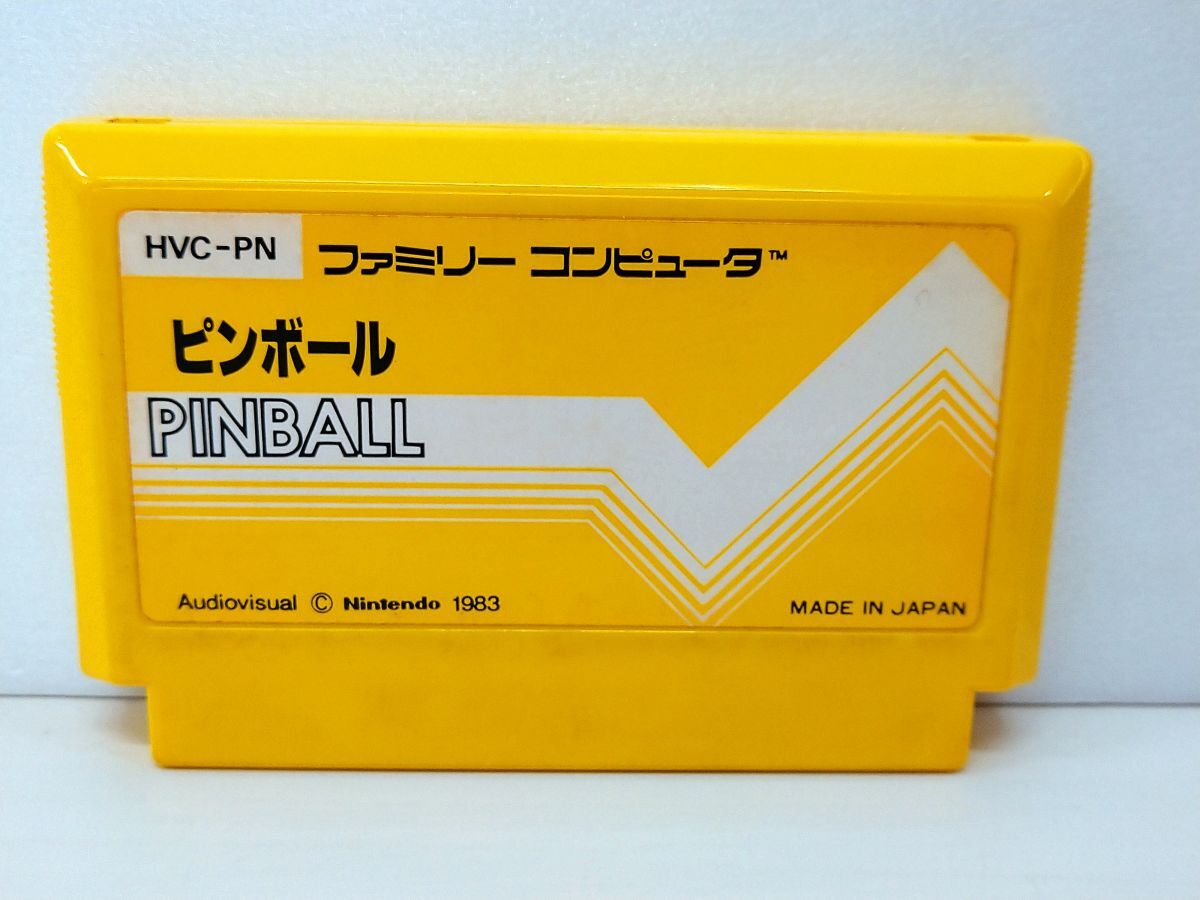 HVC-PN
ファミリー コンピュータ™
ピンボール
PINBALL
Audiovisual © Nintendo 1983
MADE IN JAPAN